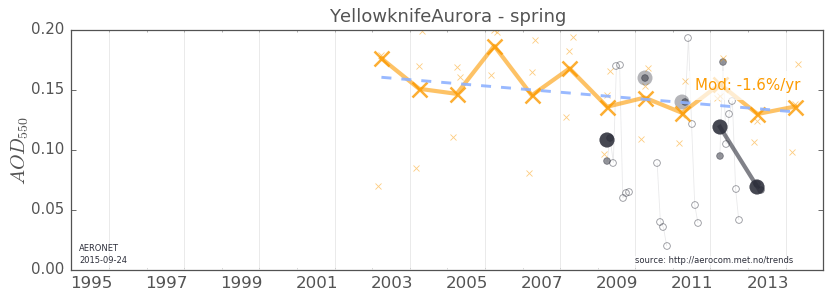 YellowknifeAurora - spring
0.20
0.15
0.10
0.05
0.00
AOD550
Mod: -1.6%/yr
AERONET
2015-09-24
source: http://aerocom.met.no/trends
1995 1997 1999 2001 2003 2005 2007 2009 2011 2013